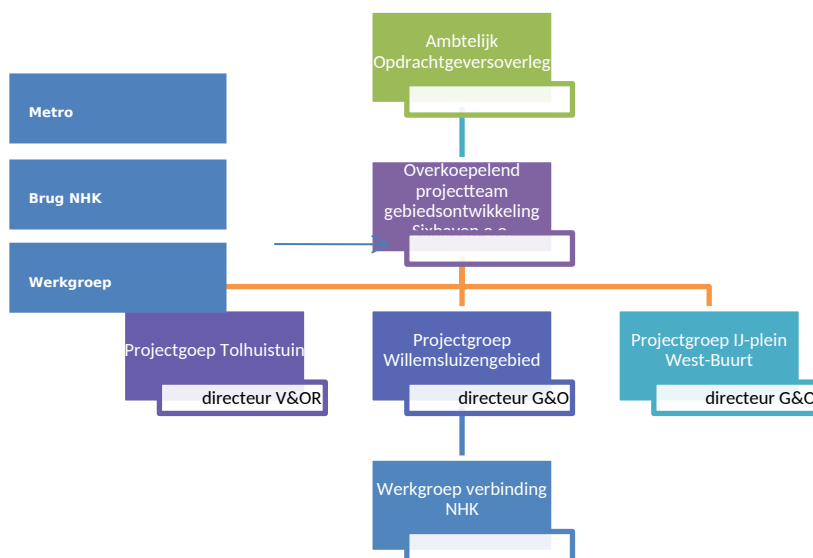 Ambtelijk
Opdrachtgeversoverleg
Metro
Brug NHK
Werkgroep
Overkoepelend
projectteam
gebiedsontwikkeling
Sixhaven e.o.
Projectgoep Tolhuistuin
directeur V&OR
Projectgroep
Willemsluizengebied
directeur G&O
Projectgroep IJ-plein
West-Buurt
directeur G&O
Werkgroep verbinding
NHK